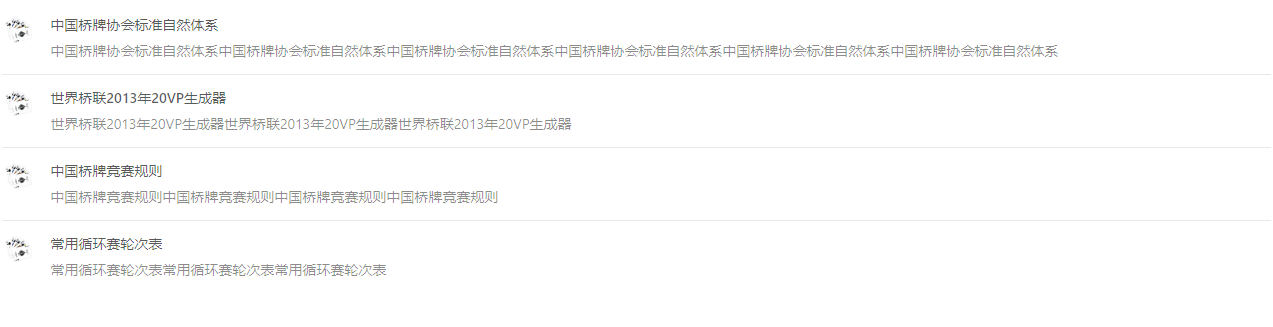 中国桥牌协会标准自然体系
中国桥牌协会标准自然体系中国桥牌协会标准自然体系中国桥牌协会标准自然体系中国桥牌协会标准自然体系中国桥牌协会标准自然体系中国桥牌协会标准自然体系
世界桥联2013年20VP生成器
世界桥联2013年20VP生成器世界桥联2013年20VP生成器世界桥联2013年20VP生成器
中国桥牌竞赛规则
中国桥牌竞赛规则中国桥牌竞赛规则中国桥牌竞赛规则中国桥牌竞赛规则
常用循环赛轮次表
常用循环赛轮次表常用循环赛轮次表常用循环赛轮次表